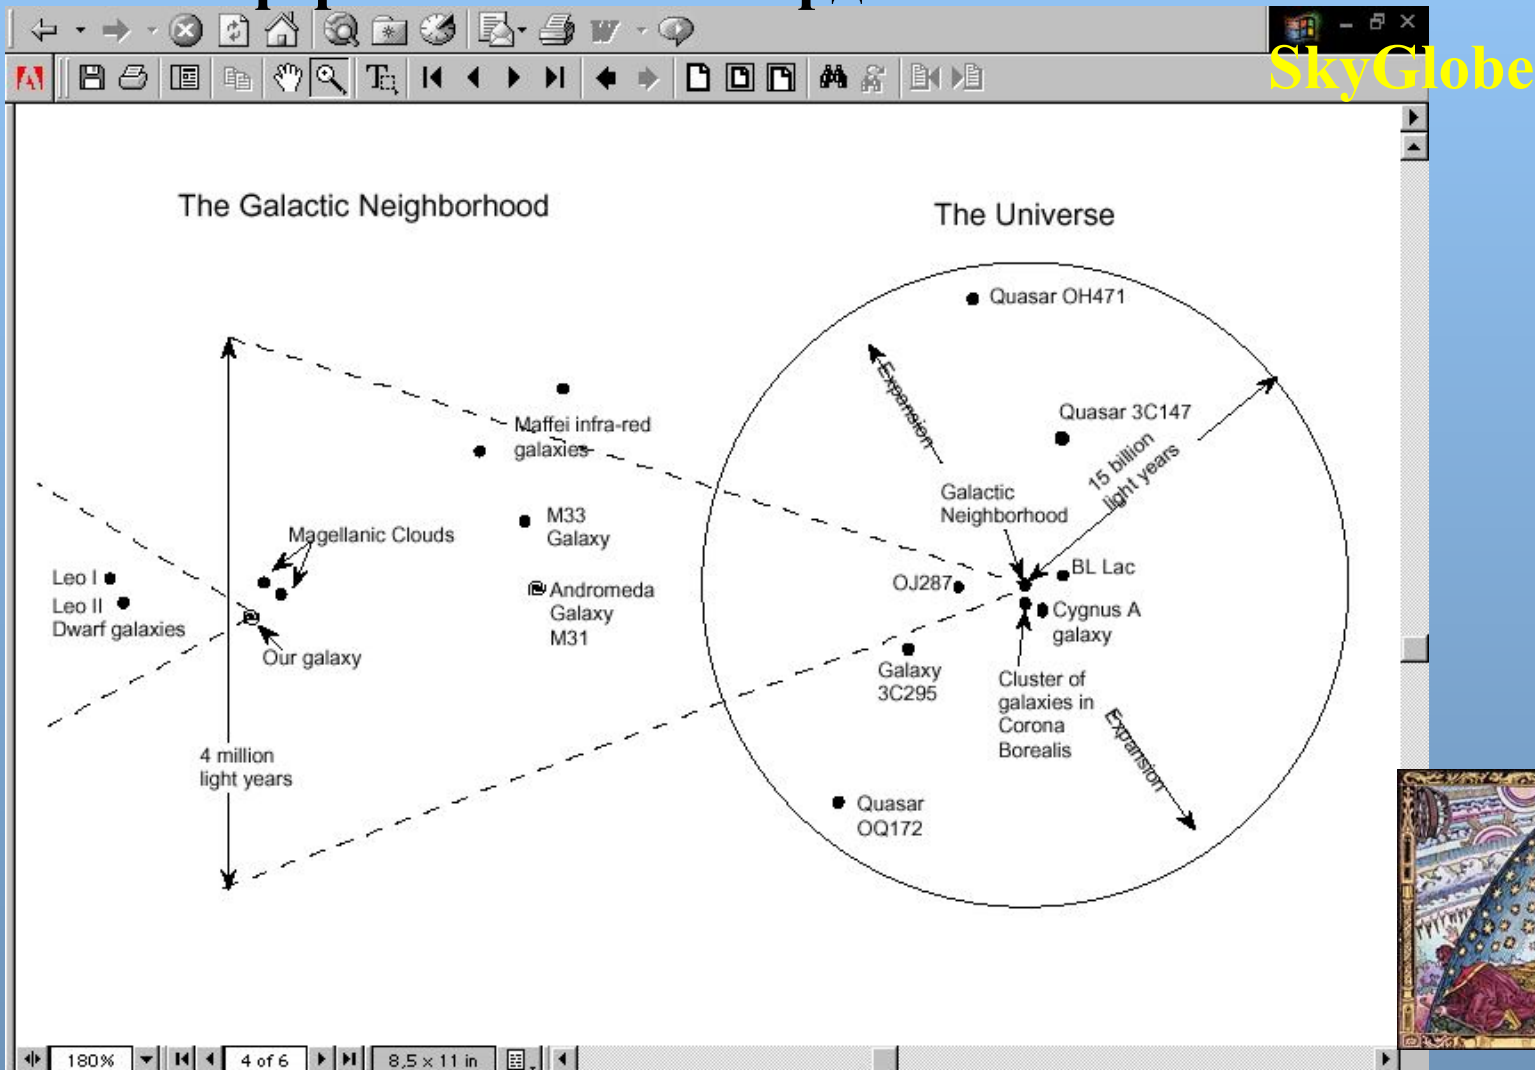 SkyGlobe
The Galactic Neighborhood
The Universe
Quasar OH471
Expansion
Maffei infra-red
galaxies
Quasar 3C147
15 billion
light years
Galactic
Neighborhood
M33
Galaxy
Magellanic Clouds
Leo I
Leo II
Dwarf galaxies
Andromeda
Galaxy
M31
OJ287
BL Lac
Cygnus A
galaxy
Our galaxy
Galaxy
3C295
Cluster of
galaxies in
Corona
Borealis
Expansion
4 million
light years
Quasar
OQ172
180%
4 of 6
8,5 x 11 in